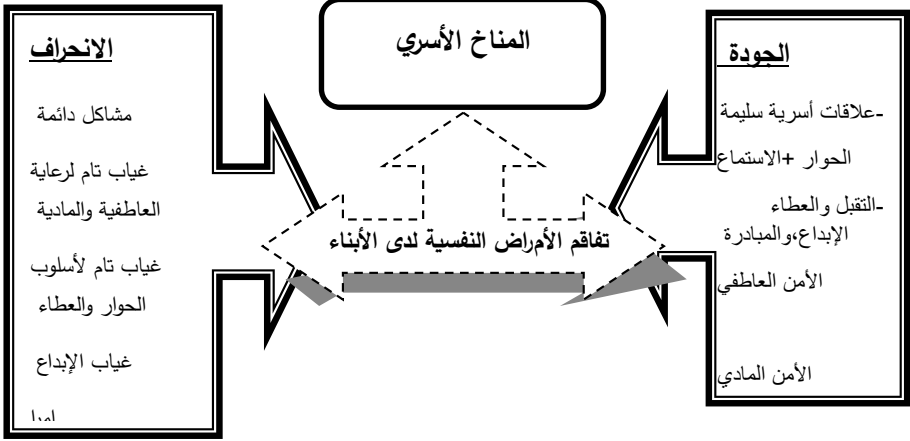 المناخ الأسري
الجودة
-علاقات أسرية سليمة
الحوار +الاستماع
-التقبل والعطاء
الإبداع،والمبادرة
الأمن العاطفي
الأمن المادي
تفاقم الأمراض النفسية لدى الأبناء
الانحراف
مشاكل دائمة
غياب تام لرعاية
العاطفية والمادية
غياب تام لأسلوب
الحوار والعطاء
غياب الإبداع